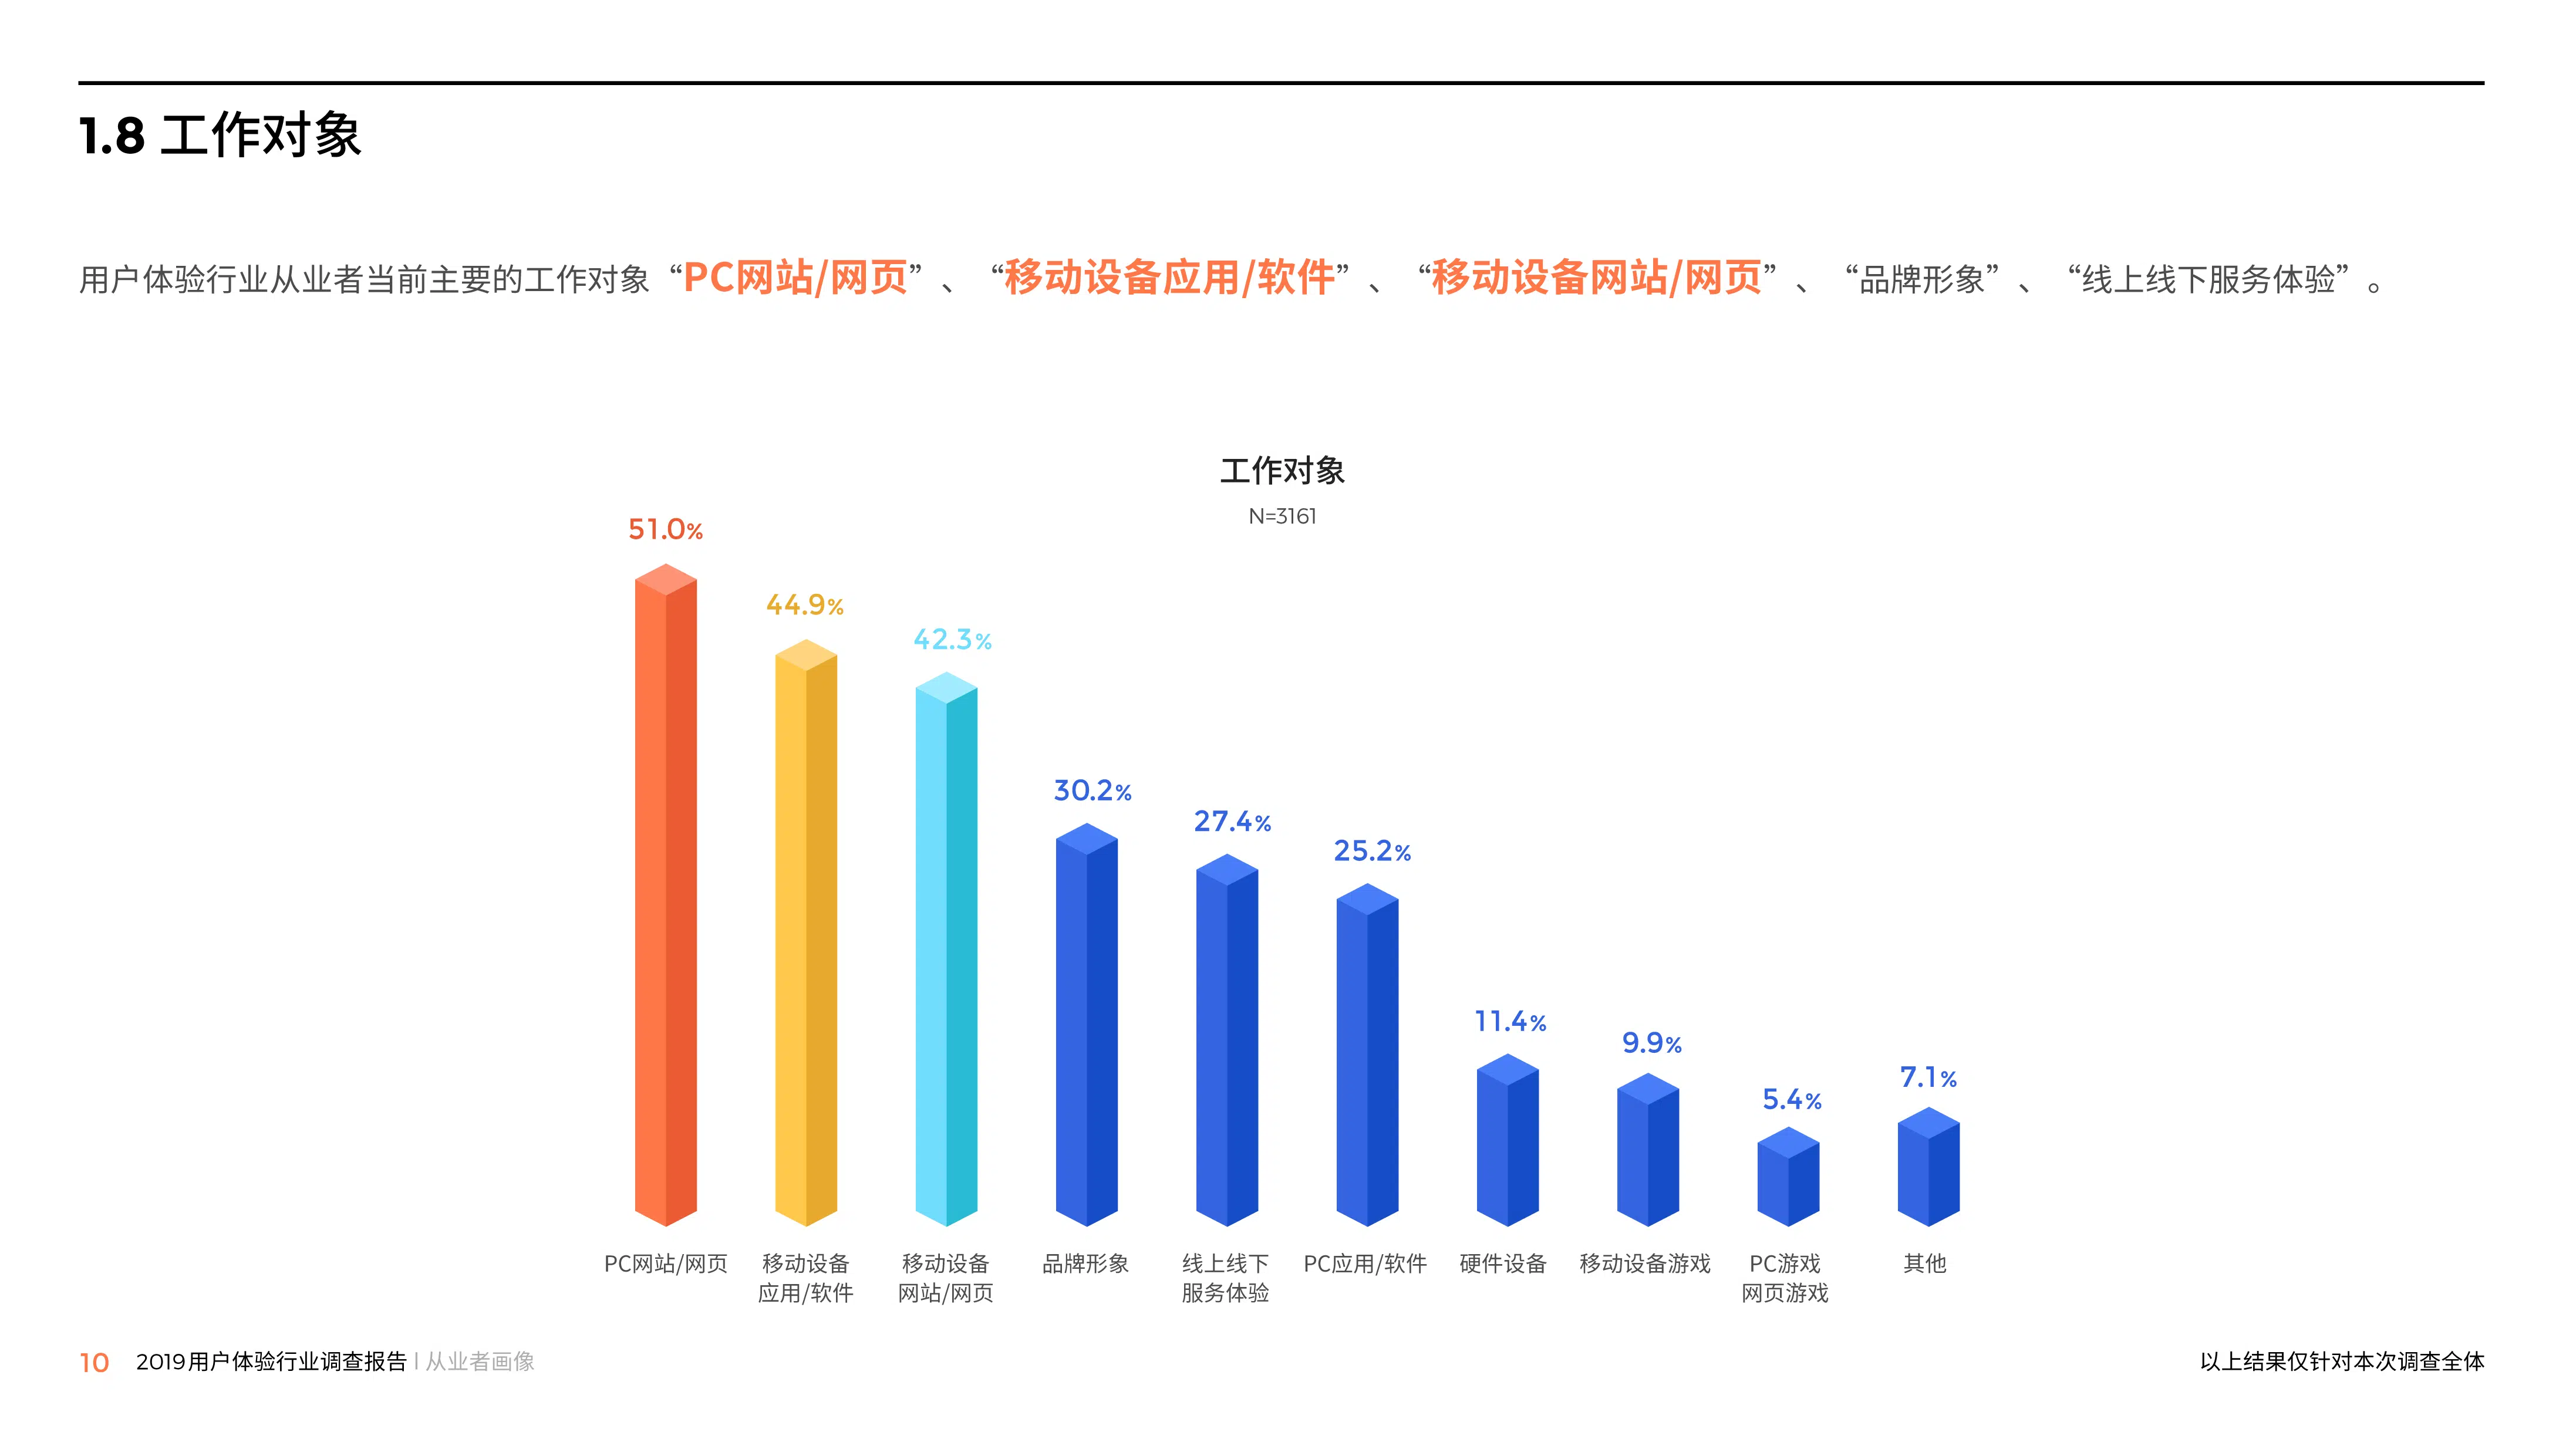 1.8 工作对象
用户体验行业从业者当前主要的工作对象“PC网站/网页”、“移动设备应用/软件”、“移动设备网站/网页”、“品牌形象”、“线上线下服务体验”。
工作对象
N=3161
51.0%
44.9%
42.3%
30.2%
27.4%
25.2%
11.4%
9.9%
5.4%
7.1%
PC网站/网页
移动设备
应用/软件
移动设备
网站/网页
品牌形象
线上线下
服务体验
PC应用/软件
硬件设备
移动设备游戏
PC游戏
网页游戏
其他
10 2019用户体验行业调查报告 | 从业者画像
以上结果仅针对本次调查全体